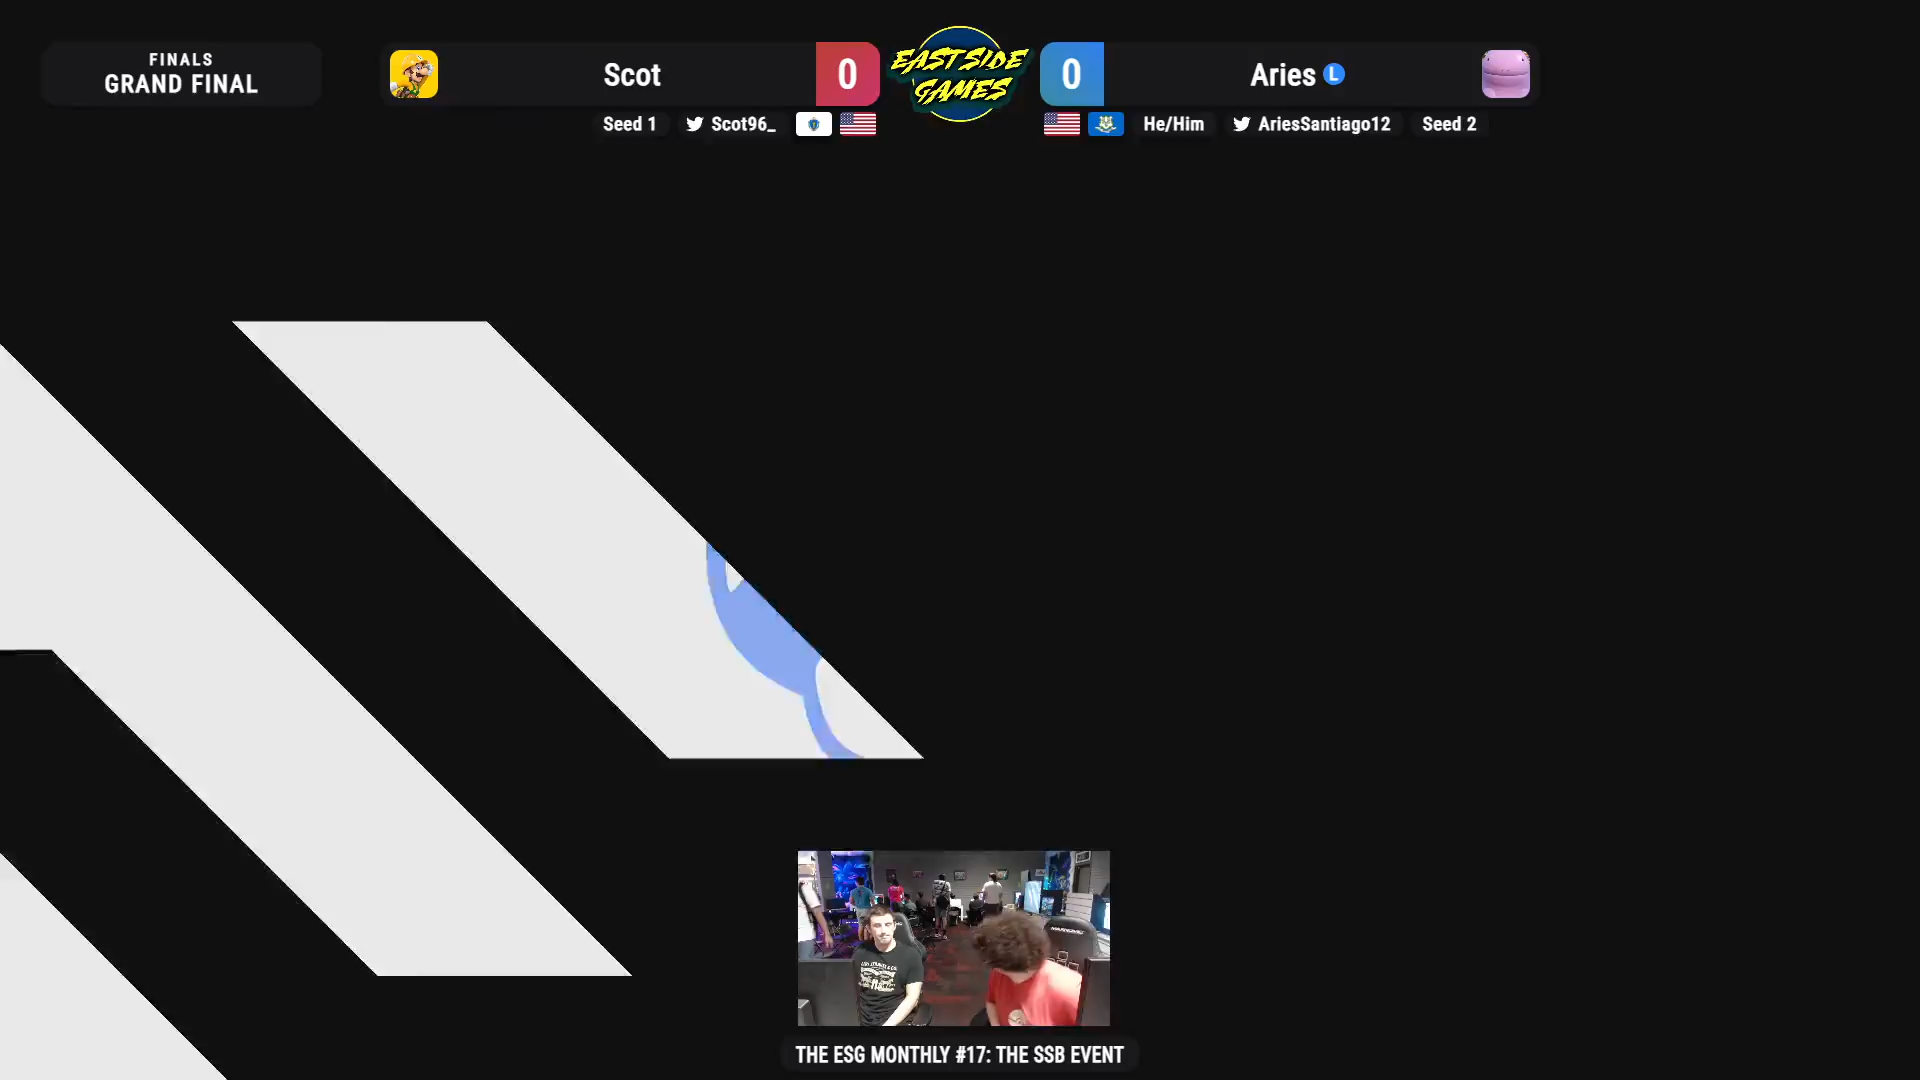 FINALS
GRAND FINAL
Scot
0
EAST SIDE
GAMES
0
Aries L
Seed 1
Scot96_
He/Him
AriesSantiago12
Seed 2
THE ESG MONTHLY #17: THE SSB EVENT